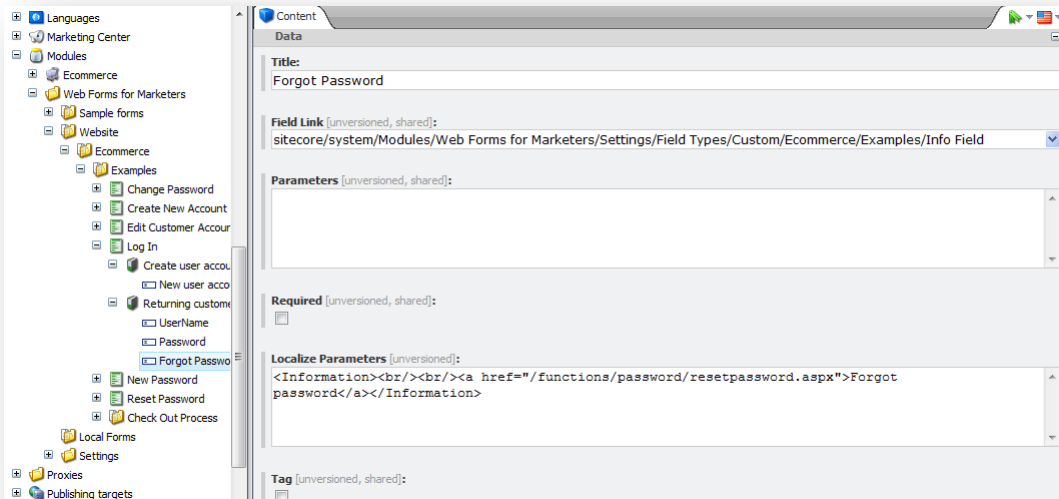 Languages
Marketing Center
Modules
Ecommerce
Web Forms for Marketers
Sample forms
Website
Ecommerce
Examples
Change Password
Create New Account
Edit Customer Accour
Log In
Create user accou
New user acco
Returning custome
UserName
Password
Forgot Passwo
New Password
Reset Password
Check Out Process
Local Forms
Settings
Proxies
Publishing targets
Content
Data
Title:
Forgot Password
Field Link [unversioned, shared]:
sitecore/system/Modules/Web Forms for Marketers/Settings/Field Types/Custom/Ecommerce/Examples/Info Field
Parameters [unversioned, shared]:
Required [unversioned, shared]:
Localize Parameters [unversioned]:
<Information><br/><br/><a href="/functions/password/resetpassword.aspx">Forgot
password</a></Information>
Tag [unversioned, shared]: